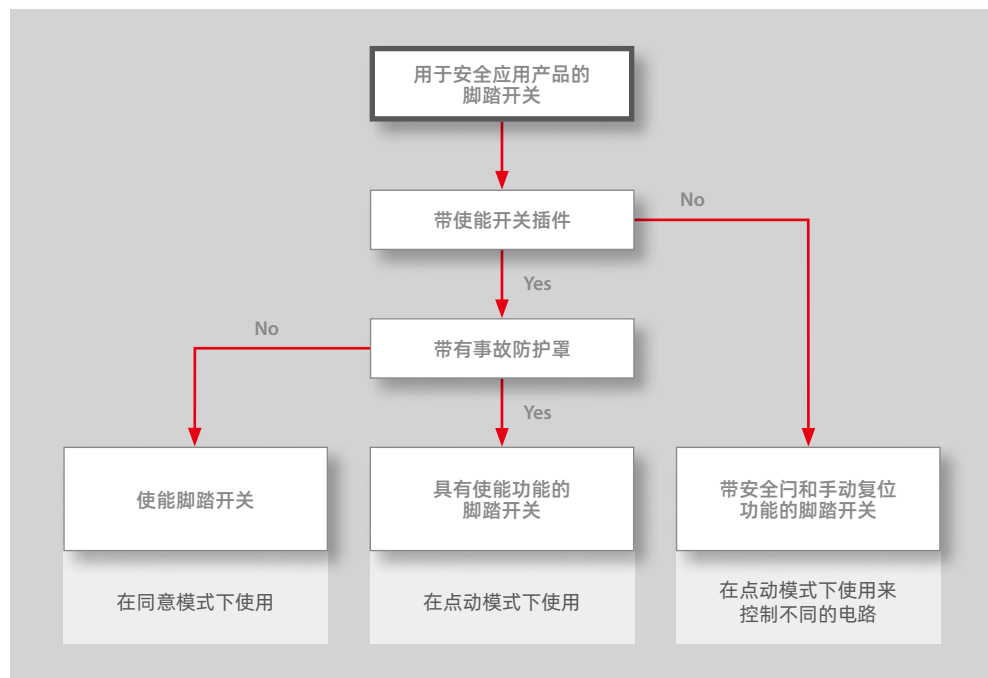 用于安全应用产品的
脚踏开关
带使能开关插件
No
Yes
带有事故防护罩
No
Yes
使能脚踏开关
具有使能功能的
脚踏开关
带安全闩和手动复位
功能的脚踏开关
在同意模式下使用
在点动模式下使用
在点动模式下使用来
控制不同的电路